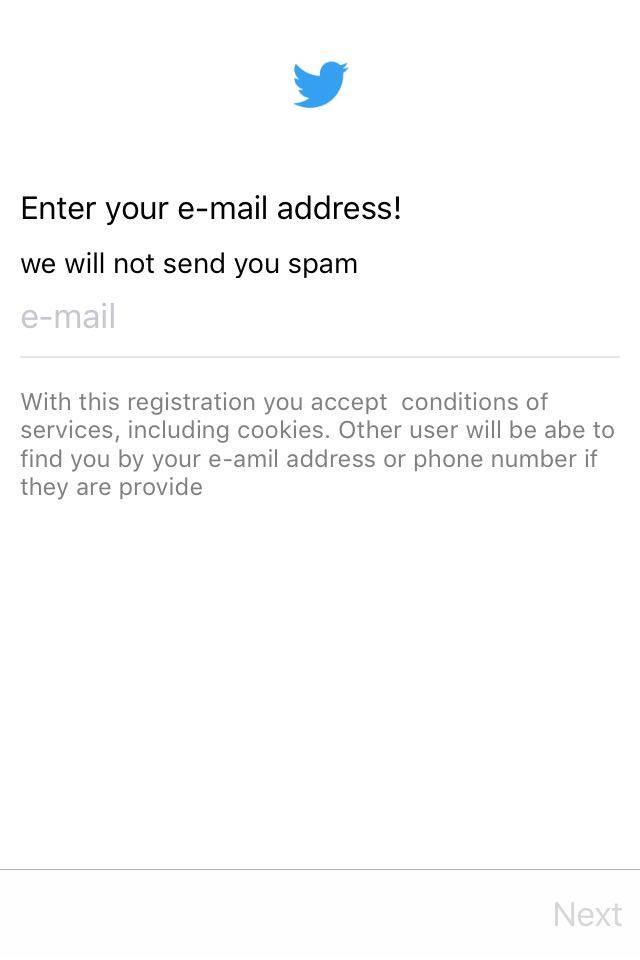 Enter your e-mail address!
we will not send you spam
e-mail
With this registration you accept  conditions of
services, including cookies. Other user will be abe to
find you by your e-amil address or phone number if
they are provide
Next